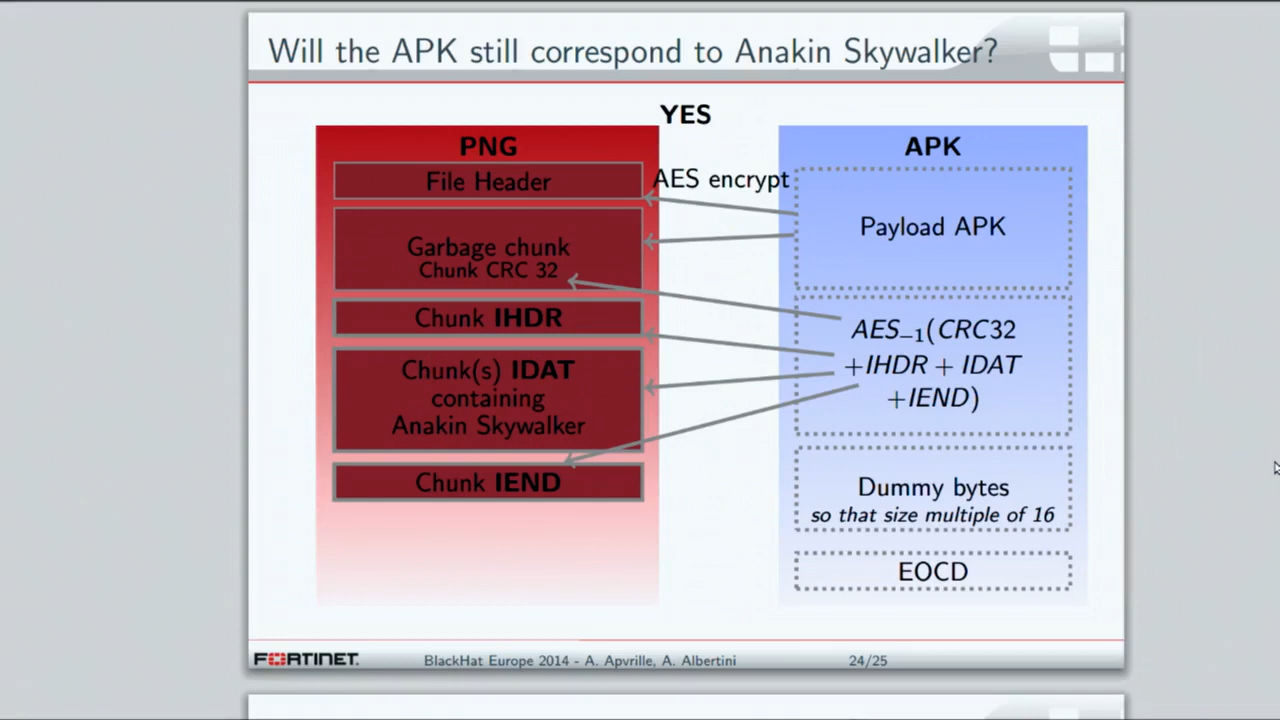 Will the APK still correspond to Anakin Skywalker?
YES
PNG
File Header
Garbage chunk
Chunk CRC 32
Chunk IHDR
Chunk(s) IDAT
containing
Anakin Skywalker
Chunk IEND
AES encrypt
APK
Payload APK
AES₋₁(CRC32
+IHDR + IDAT
+IEND)
Dummy bytes
so that size multiple of 16
EOCD
FORTINET.
BlackHat Europe 2014 - A. Apvrille, A. Albertini
24/25